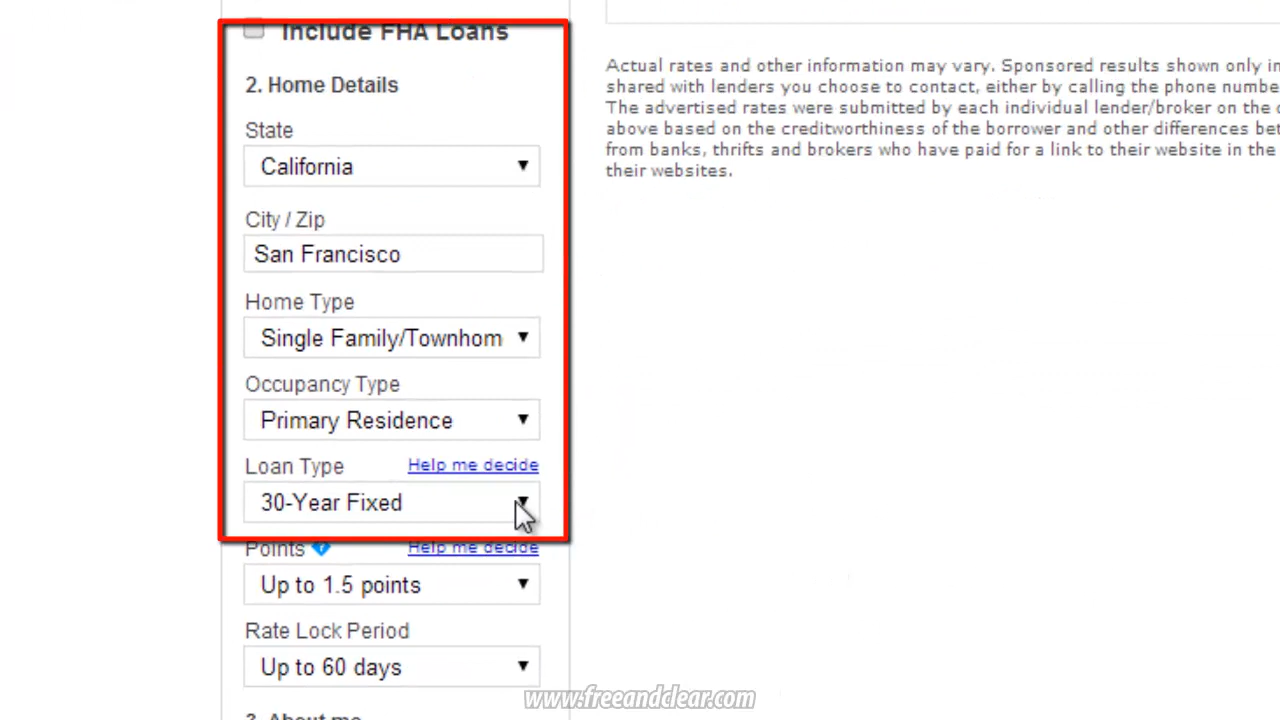 Include FHA Loans
2. Home Details
State
California
City / Zip
San Francisco
Home Type
Single Family/Townhom
Occupancy Type
Primary Residence
Loan Type Help me decide
30-Year Fixed
Points Help me decide
Up to 1.5 points
Rate Lock Period
Up to 60 days
3. About me
Actual rates and other information may vary. Sponsored results shown only in
shared with lenders you choose to contact, either by calling the phone numbe
The advertised rates were submitted by each individual lender/broker on the
above based on the creditworthiness of the borrower and other differences bet
from banks, thrifts and brokers who have paid for a link to their website in the
their websites.
www.freeandclear.com